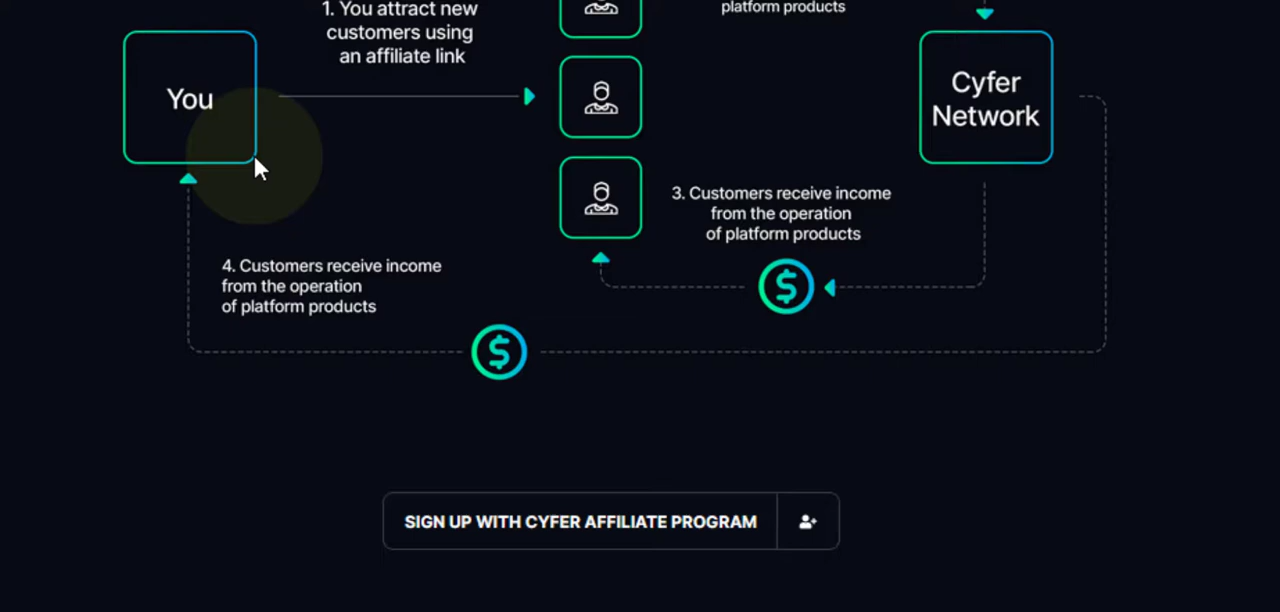 1. You attract new
customers using
an affiliate link
platform products
You
Cyfer
Network
3. Customers receive income
from the operation
of platform products
4. Customers receive income
from the operation
of platform products
SIGN UP WITH CYFER AFFILIATE PROGRAM